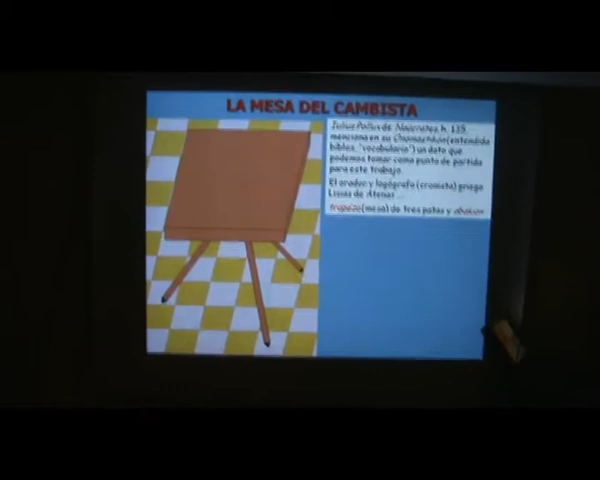 LA MESA DEL CAMBISTA
Julius Pollux de Naucrates, h. 135,
menciona en su Onomastikon (entendida
biblos, "vocabulario") un dato que
podemos tomar como punto de partida
para este trabajo.
El orador y logógrafo (cronista) griego
Lisias de Atenas ...
trapeza (mesa) de tres patas y abakion